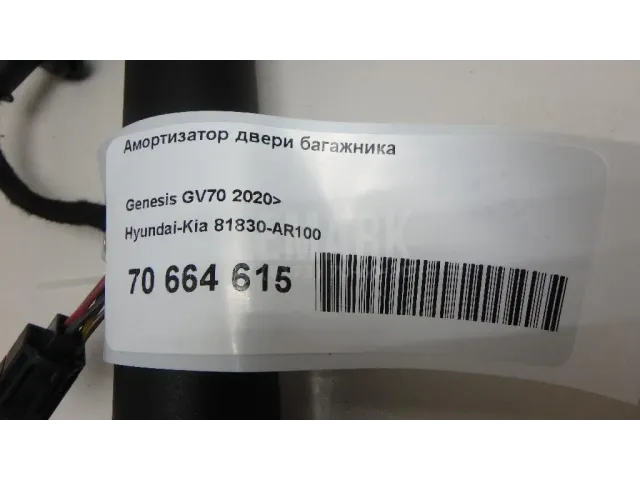 Амортизатор двери багажника
Genesis GV70 2020>
Hyundai-Kia 81830-AR100
70 664 615